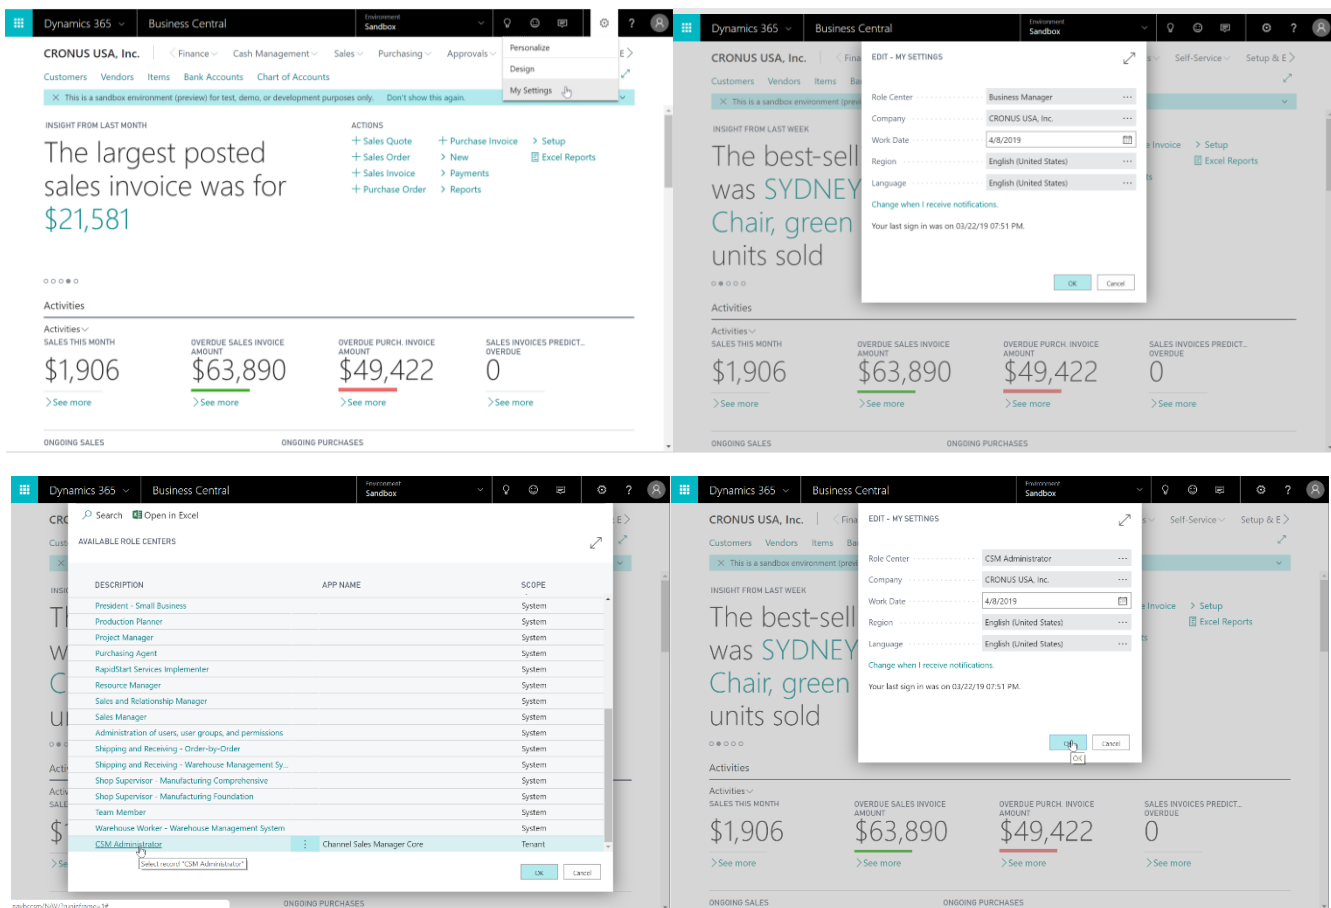 Dynamics 365
Business Central
Environment
Sandbox
?
CRONUS USA, Inc.
Finance
Cash Management
Sales
Purchasing
Approvals
E
Personalize
Design
My Settings
Customers
Vendors
Items
Bank Accounts
Chart of Accounts
This is a sandbox environment (preview) for test, demo, or development purposes only.
Don't show this again.
INSIGHT FROM LAST MONTH
The largest posted
sales invoice was for
$21,581
ACTIONS
+ Sales Quote
+ Purchase Invoice
> Setup
+ Sales Order
> New
Excel Reports
+ Sales Invoice
> Payments
+ Purchase Order
> Reports
Activities
Activities
SALES THIS MONTH
$1,906
> See more
OVERDUE SALES INVOICE
AMOUNT
$63,890
> See more
OVERDUE PURCH. INVOICE
AMOUNT
$49,422
> See more
SALES INVOICES PREDICT...
OVERDUE
0
> See more
ONGOING SALES
ONGOING PURCHASES
Dynamics 365
Business Central
Environment
Sandbox
?
CRONUS USA, Inc.
Fina
s
Self-Service
Setup & E
Customers
Vendors
Items
Ba
This is a sandbox environment (previ
INSIGHT FROM LAST WEEK
The best-sell
was SYDNEY
Chair, green
units sold
e Invoice
> Setup
Excel Reports
ts
EDIT - MY SETTINGS
Role Center
Business Manager
Company
CRONUS USA, Inc.
Work Date
4/8/2019
Region
English (United States)
Language
English (United States)
Change when I receive notifications.
Your last sign in was on 03/22/19 07:51 PM.
OK
Cancel
Activities
Activities
SALES THIS MONTH
$1,906
> See more
OVERDUE SALES INVOICE
AMOUNT
$63,890
> See more
OVERDUE PURCH. INVOICE
AMOUNT
$49,422
> See more
SALES INVOICES PREDICT...
OVERDUE
0
> See more
ONGOING SALES
ONGOING PURCHASES
Dynamics 365
Business Central
Environment
Sandbox
?
CRO
E
Cust
INSIG
W
C
Acti
Activ
SALE
$
> Se
Search
Open in Excel
AVAILABLE ROLE CENTERS
DESCRIPTION
APP NAME
SCOPE
President - Small Business
System
Production Planner
System
Project Manager
System
Purchasing Agent
System
RapidStart Services Implementer
System
Resource Manager
System
Sales and Relationship Manager
System
Sales Manager
System
Administration of users, user groups, and permissions
System
Shipping and Receiving - Order-by-Order
System
Shipping and Receiving - Warehouse Management Sy...
System
Shop Supervisor - Manufacturing Comprehensive
System
Shop Supervisor - Manufacturing Foundation
System
Team Member
System
Warehouse Worker - Warehouse Management System
System
CSM Administrator
Channel Sales Manager Core
Tenant
Select record "CSM Administrator"
OK
Cancel
ONGOING PURCHASES
Dynamics 365
Business Central
Environment
Sandbox
?
CRONUS USA, Inc.
Fina
s
Self-Service
Setup & E
Customers
Vendors
Items
Ba
This is a sandbox environment (previ
INSIGHT FROM LAST WEEK
The best-sell
was SYDNEY
Chair, green
units sold
e Invoice
> Setup
Excel Reports
ts
EDIT - MY SETTINGS
Role Center
CSM Administrator
Company
CRONUS USA, Inc.
Work Date
4/8/2019
Region
English (United States)
Language
English (United States)
Change when I receive notifications.
Your last sign in was on 03/22/19 07:51 PM.
OK
Cancel
Activities
Activities
SALES THIS MONTH
$1,906
> See more
OVERDUE SALES INVOICE
AMOUNT
$63,890
> See more
OVERDUE PURCH. INVOICE
AMOUNT
$49,422
> See more
SALES INVOICES PREDICT...
OVERDUE
0
> See more
ONGOING SALES
ONGOING PURCHASES